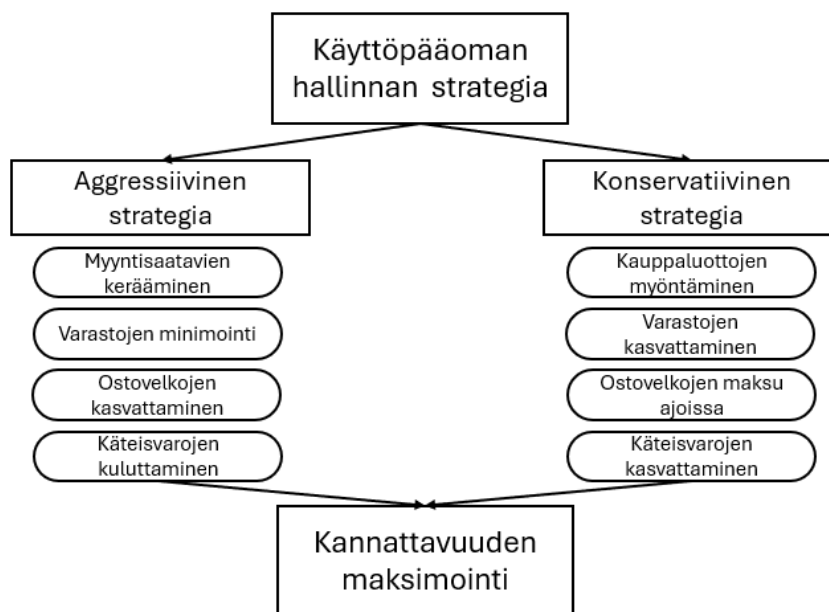 Käyttöpääoman
hallinnan strategia
Aggressiivinen
strategia
Myyntisaatavien
kerääminen
Varastojen minimointi
Ostovelkojen
kasvattaminen
Käteisvarojen
kuluttaminen
Konservatiivinen
strategia
Kauppaluottojen
myöntäminen
Varastojen
kasvattaminen
Ostovelkojen maksu
ajoissa
Käteisvarojen
kasvattaminen
Kannattavuuden
maksimointi